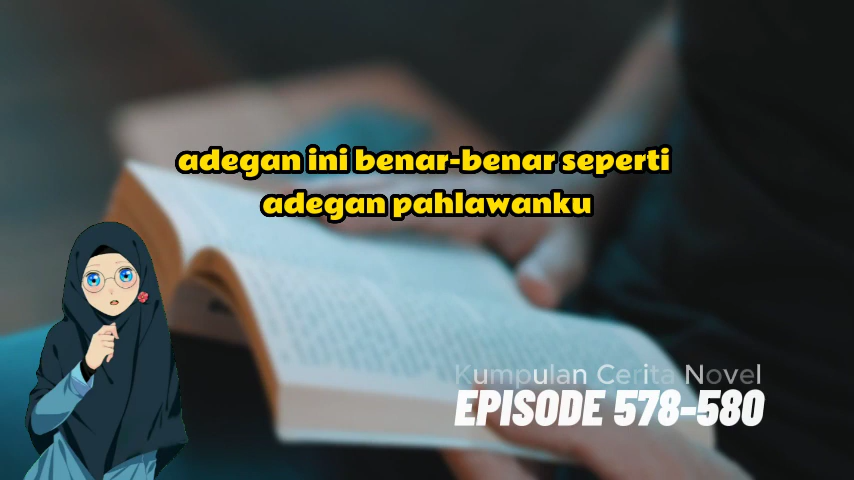 adegan ini benar-benar seperti
adegan pahlawanku
Kumpulan Cerita Novel
EPISODE 578-580